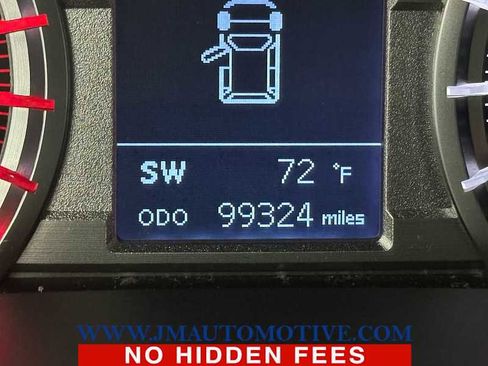 SW 72 °F
ODO 99324 miles
WWW.JMAUTOMOTIVE.COM
NO HIDDEN FEES